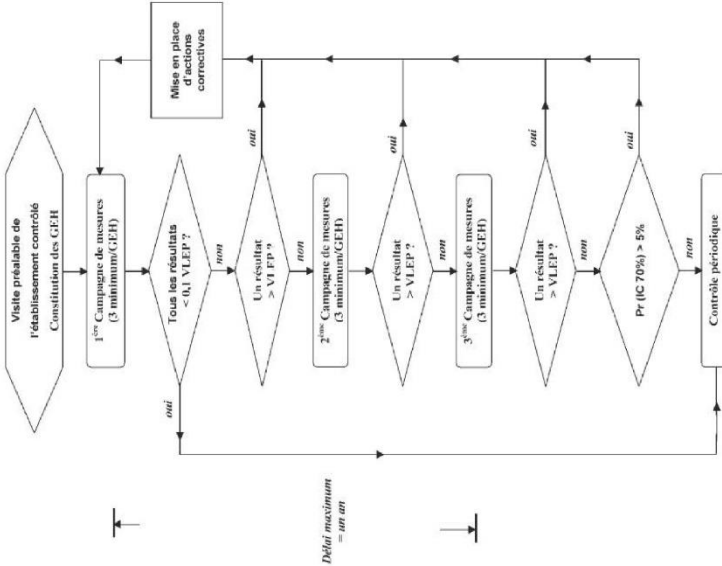 Visite préalable de
l'établissement contrôlé
Constitution des GEH
Mise en place
d'actions
correctives
1ère Campagne de mesures
(3 minimum/GEH)
Tous les résultats
< 0,1 VLEP ?
oui
non
Un résultat
> VLEP ?
oui
non
2ème Campagne de mesures
(3 minimum/GEH)
Un résultat
> VLEP ?
oui
non
3ème Campagne de mesures
(3 minimum/GEH)
Un résultat
> VLEP ?
oui
non
Pr (IC 70%) > 5%
oui
non
Contrôle périodique
Délai maximum
= un an